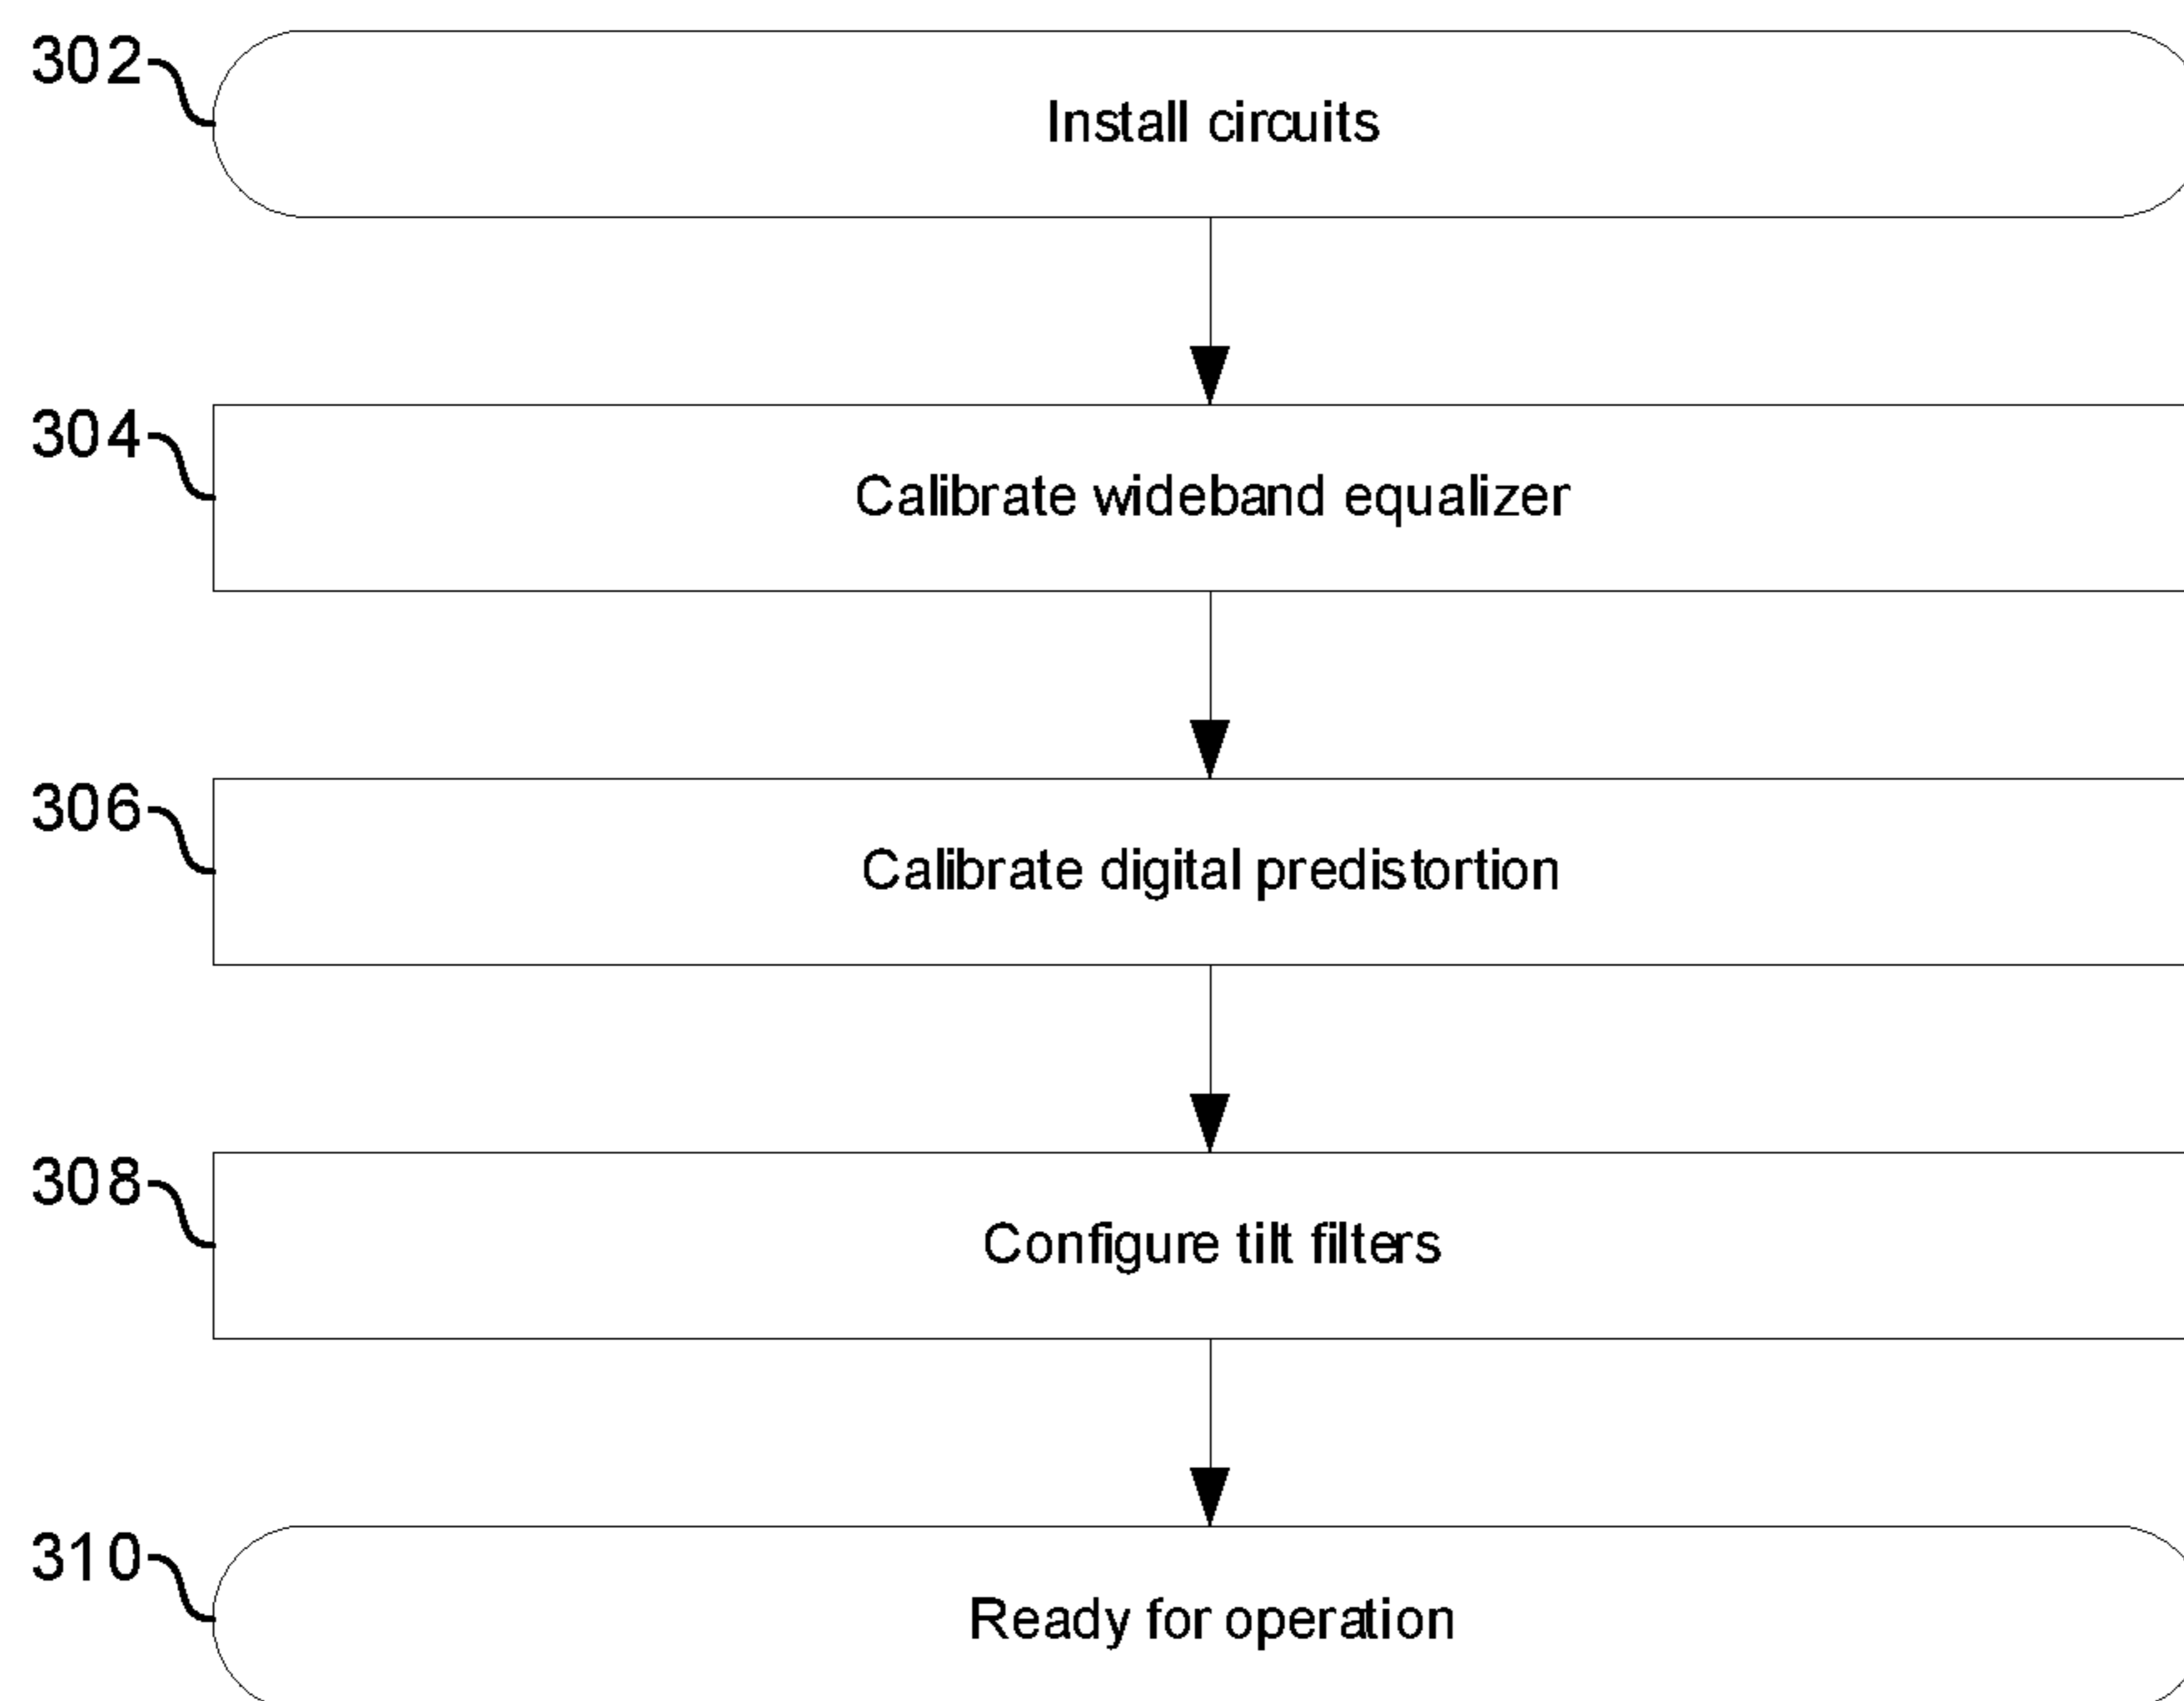 302
Install circuits
304
Calibrate wideband equalizer
306
Calibrate digital predistortion
308
Configure tilt filters
310
Ready for operation